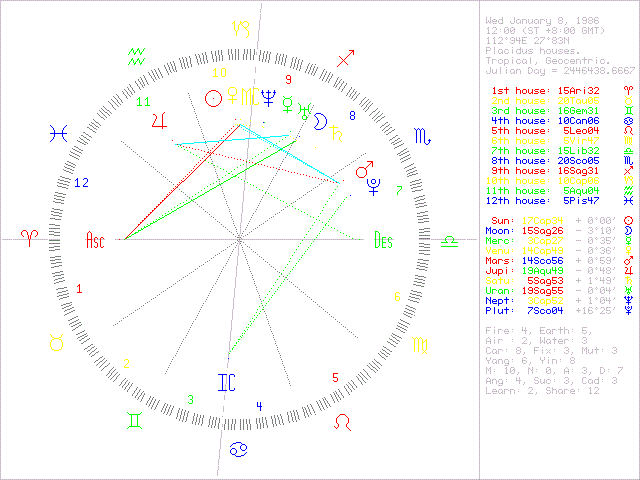 Wed January 8, 1986
12:00 (ST +8:00 GMT)
112°94E 27°83N
Placidus houses.
Tropical, Geocentric.
Julian Day = 2446438.6667
1st house: 15Ari32
2nd house: 20Tau05
3rd house: 16Gem31
4th house: 10Can06
5th house: 5Leo04
6th house: 5Vir47
7th house: 15Lib32
8th house: 20Sco05
9th house: 16Sag31
10th house: 10Cap06
11th house: 5Aqu04
12th house: 5Pis47
Sun: 17Cap34 + 0°00'
Moon: 15Sag26 - 3°10'
Merc: 3Cap27 - 0°35'
Venu: 14Cap49 - 0°36'
Mars: 14Sco56 + 0°59'
Jupi: 19Aqu49 - 0°48'
Satu: 5Sag53 + 1°49'
Uran: 19Sag55 - 0°04'
Nept: 3Cap52 + 1°04'
Plut: 7Sco04 +16°25'
Fire: 4, Earth: 5,
Air : 2, Water: 3
Car: 8, Fix: 3, Mut: 3
Yang: 6, Yin: 8
M: 10, N: 0, A: 3, D: 7
Ang: 4, Suc: 3, Cad: 3
Learn: 2, Share: 12
10
9
11
8
12
7
Asc
Des
1
6
2
IC
5
3
4